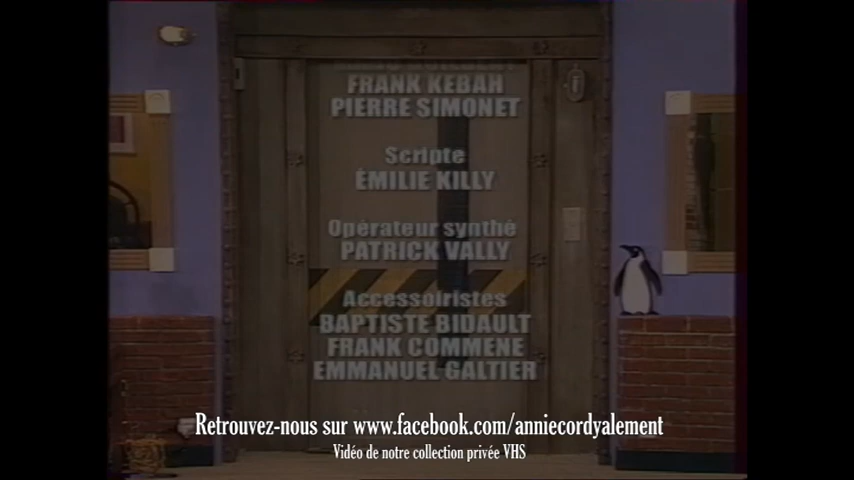 FRANK KEBAH
PIERRE SIMONET
Scripte
ÉMILIE KILLY
Opérateur synthé
PATRICK VALLY
Accessoiristes
BAPTISTE BIDAULT
FRANK COMMENE
EMMANUEL GALTIER
Retrouvez-nous sur www.facebook.com/anniecordyalement
Vidéo de notre collection privée VHS